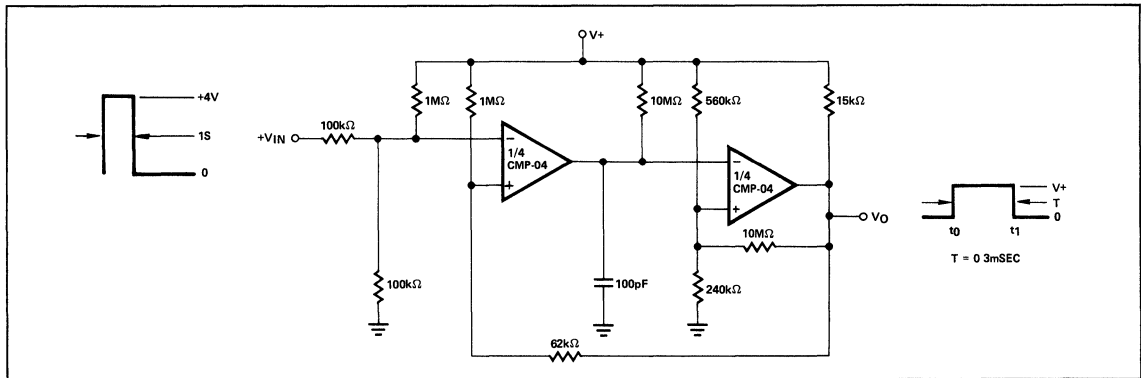 V+
+4V
1S
0
1MΩ
1MΩ
10MΩ
560kΩ
15kΩ
+VIN
100kΩ
−
1/4
CMP-04
+
−
1/4
CMP-04
+
VO
V+
T
0
t0
t1
T = 0 3mSEC
10MΩ
100kΩ
100pF
240kΩ
62kΩ